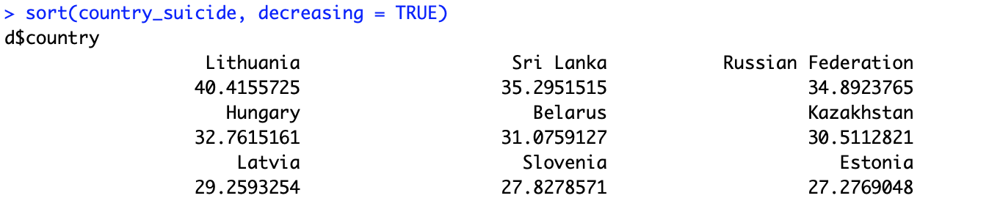 > sort(country_suicide, decreasing = TRUE)
d$country
Lithuania Sri Lanka Russian Federation
40.4155725 35.2951515 34.8923765
Hungary Belarus Kazakhstan
32.7615161 31.0759127 30.5112821
Latvia Slovenia Estonia
29.2593254 27.8278571 27.2769048